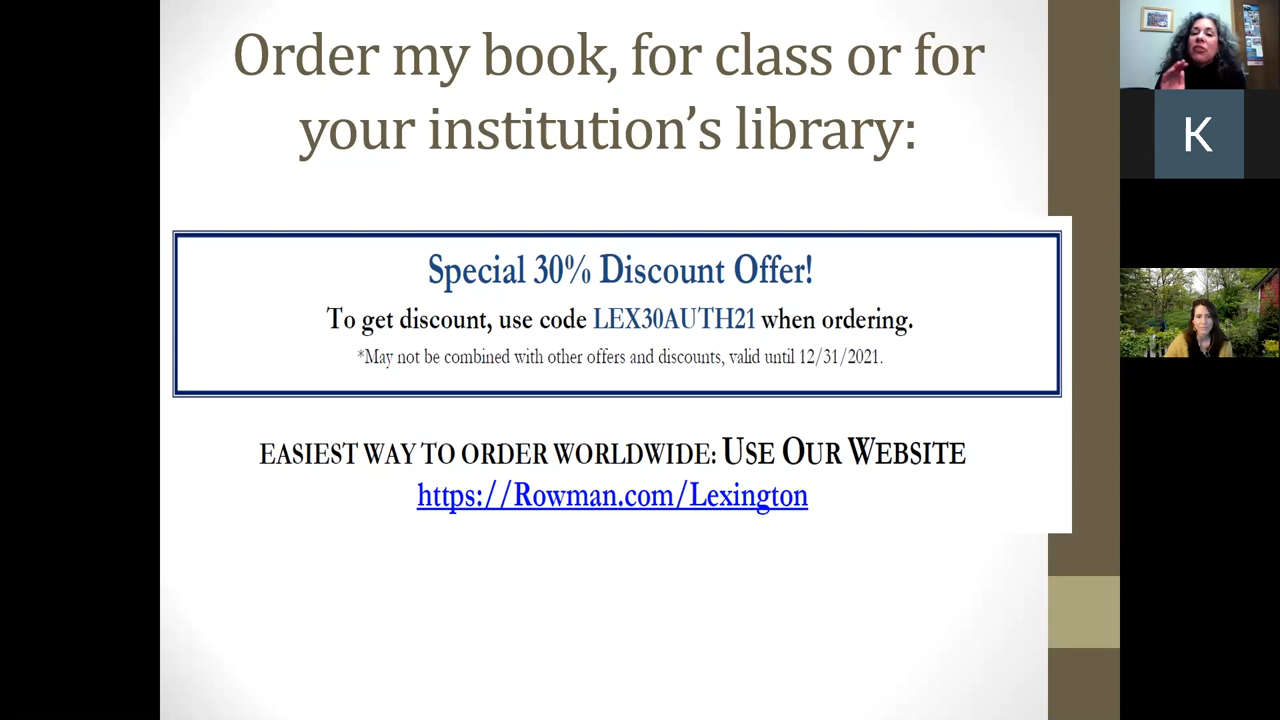 Order my book, for class or for
your institution's library:
Special 30% Discount Offer!
To get discount, use code LEX30AUTH21 when ordering.
*May not be combined with other offers and discounts, valid until 12/31/2021.
EASIEST WAY TO ORDER WORLDWIDE: USE OUR WEBSITE
https://Rowman.com/Lexington
K